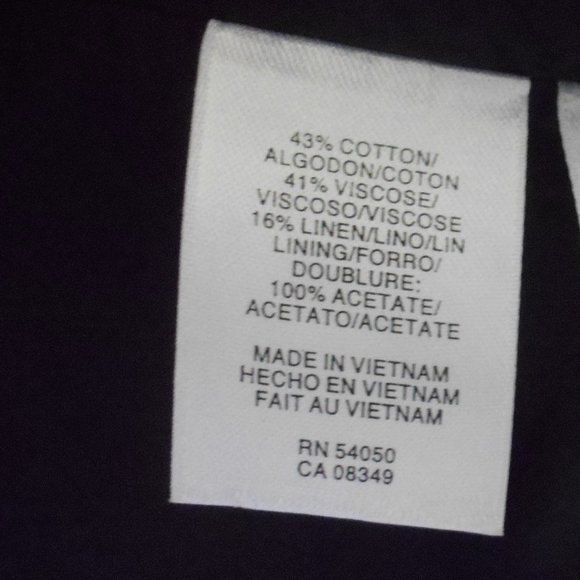 43% COTTON/
ALGODON/COTON
41% VISCOSE/
VISCOSO/VISCOSE
16% LINEN/LINO/LIN
LINING/FORRO/
DOUBLURE:
100% ACETATE/
ACETATO/ACETATE
MADE IN VIETNAM
HECHO EN VIETNAM
FAIT AU VIETNAM
RN 54050
CA 08349